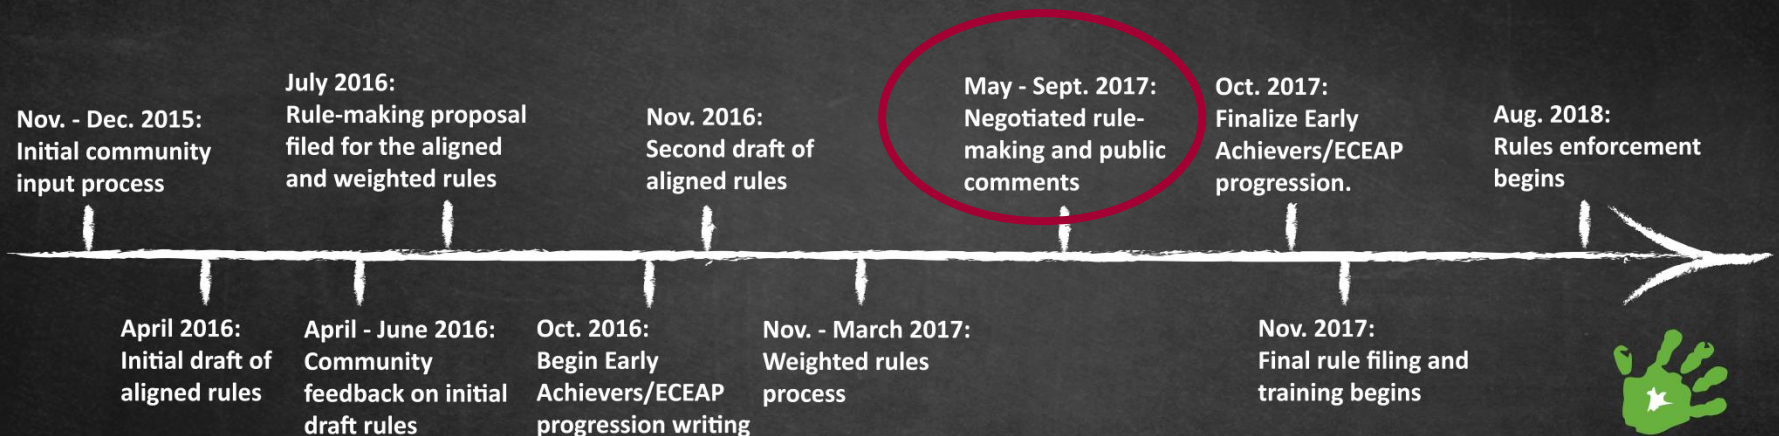 Nov. - Dec. 2015:
Initial community
input process
July 2016:
Rule-making proposal
filed for the aligned
and weighted rules
Nov. 2016:
Second draft of
aligned rules
May - Sept. 2017:
Negotiated rule-
making and public
comments
Oct. 2017:
Finalize Early
Achievers/ECEAP
progression.
Aug. 2018:
Rules enforcement
begins
April 2016:
Initial draft of
aligned rules
April - June 2016:
Community
feedback on initial
draft rules
Oct. 2016:
Begin Early
Achievers/ECEAP
progression writing
Nov. - March 2017:
Weighted rules
process
Nov. 2017:
Final rule filing and
training begins